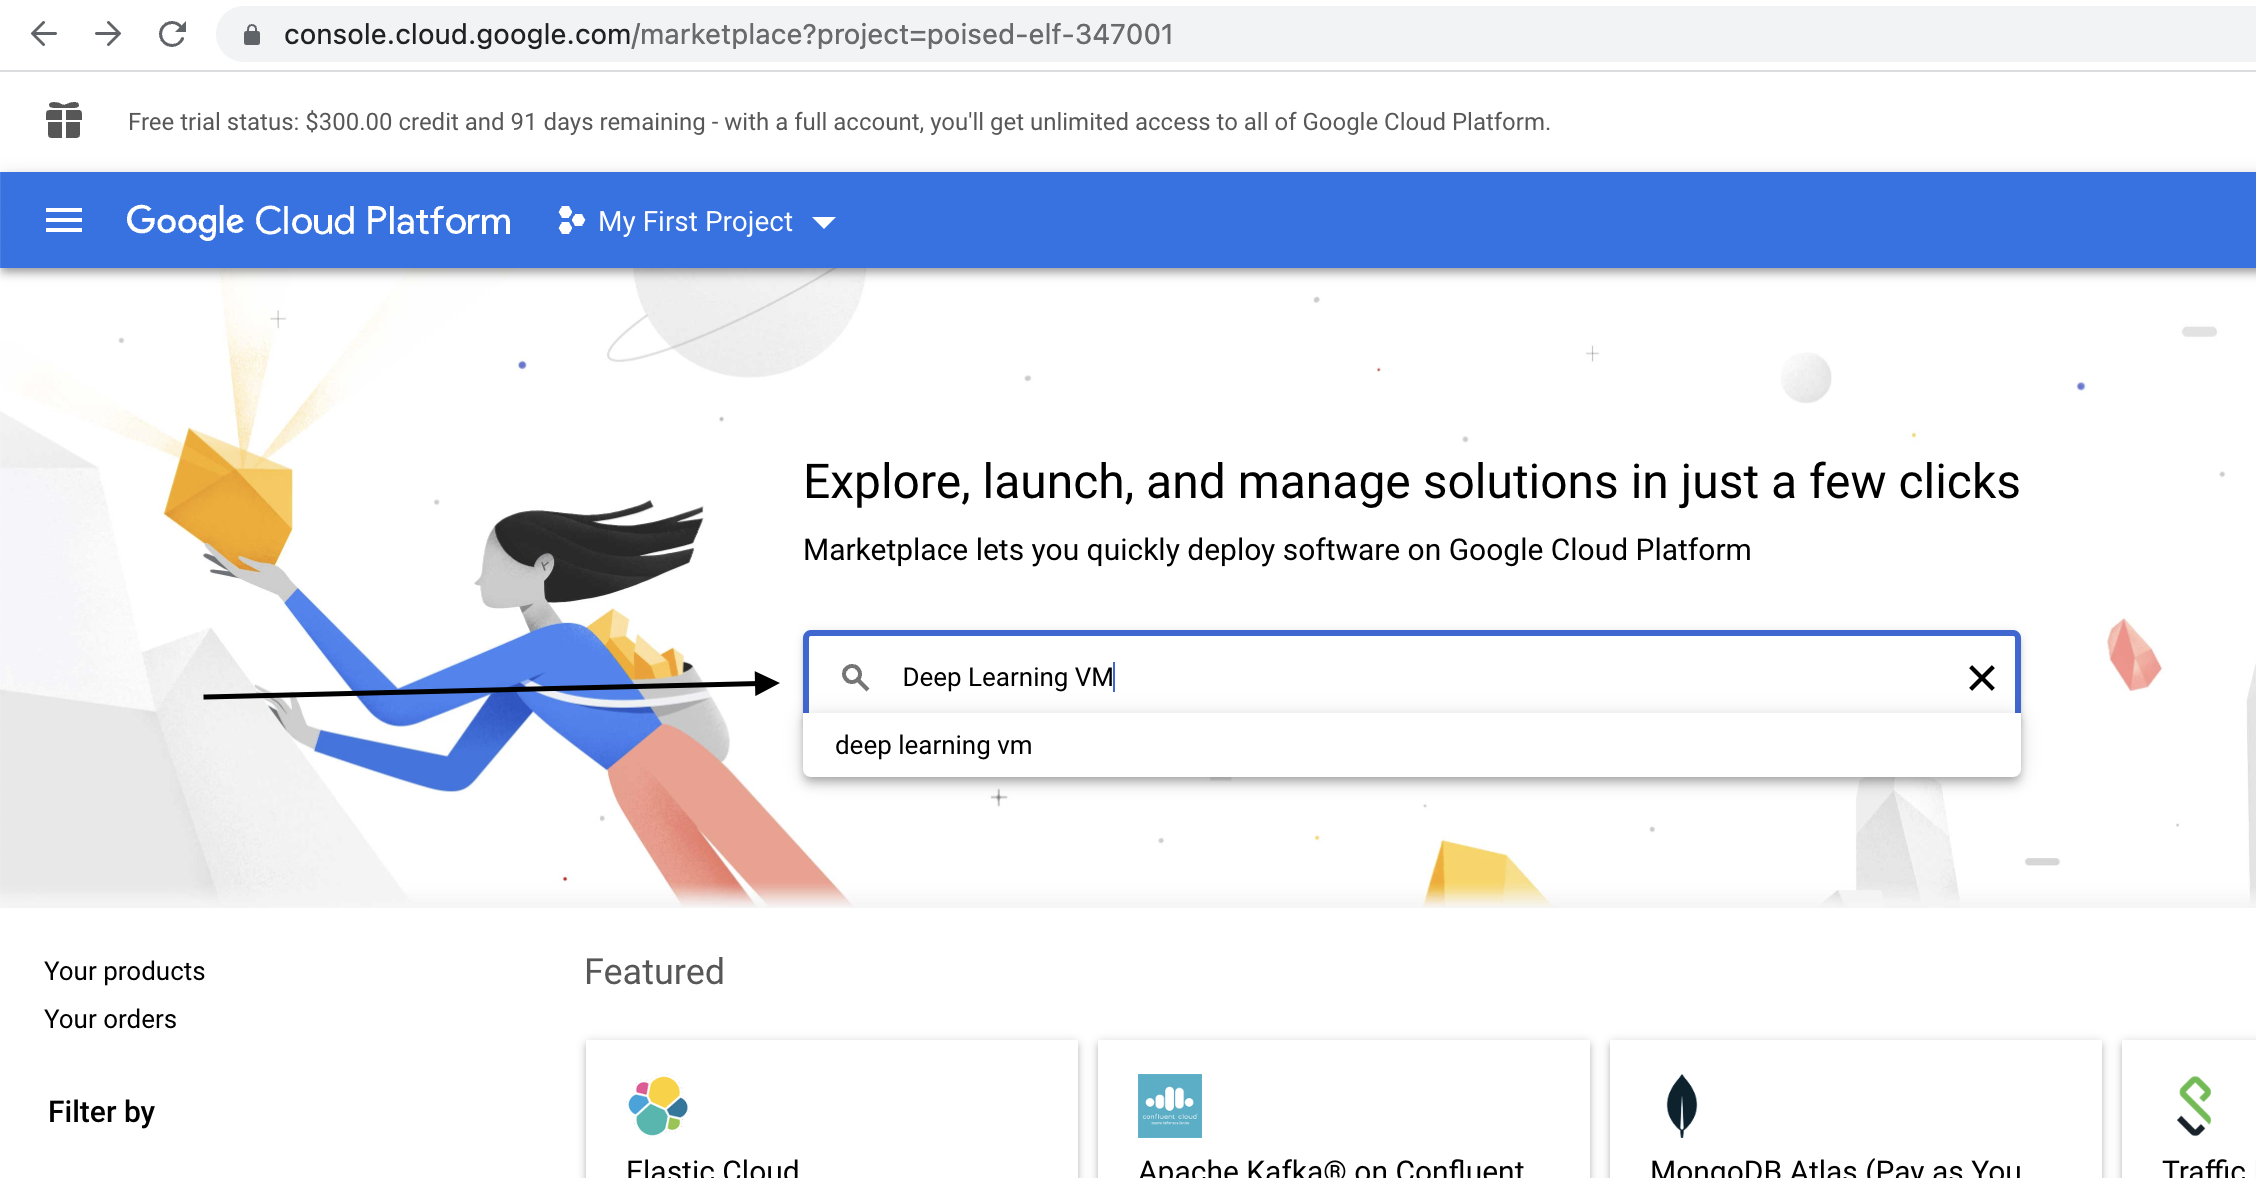 console.cloud.google.com/marketplace?project=poised-elf-347001
Free trial status: $300.00 credit and 91 days remaining - with a full account, you'll get unlimited access to all of Google Cloud Platform.
Google Cloud Platform My First Project
Explore, launch, and manage solutions in just a few clicks
Marketplace lets you quickly deploy software on Google Cloud Platform
Deep Learning VM
deep learning vm
Your products
Your orders
Filter by
Featured
confluent cloud
Elastic Cloud
Apache Kafka® on Confluent
MongoDB Atlas (Pay as You
Traffic